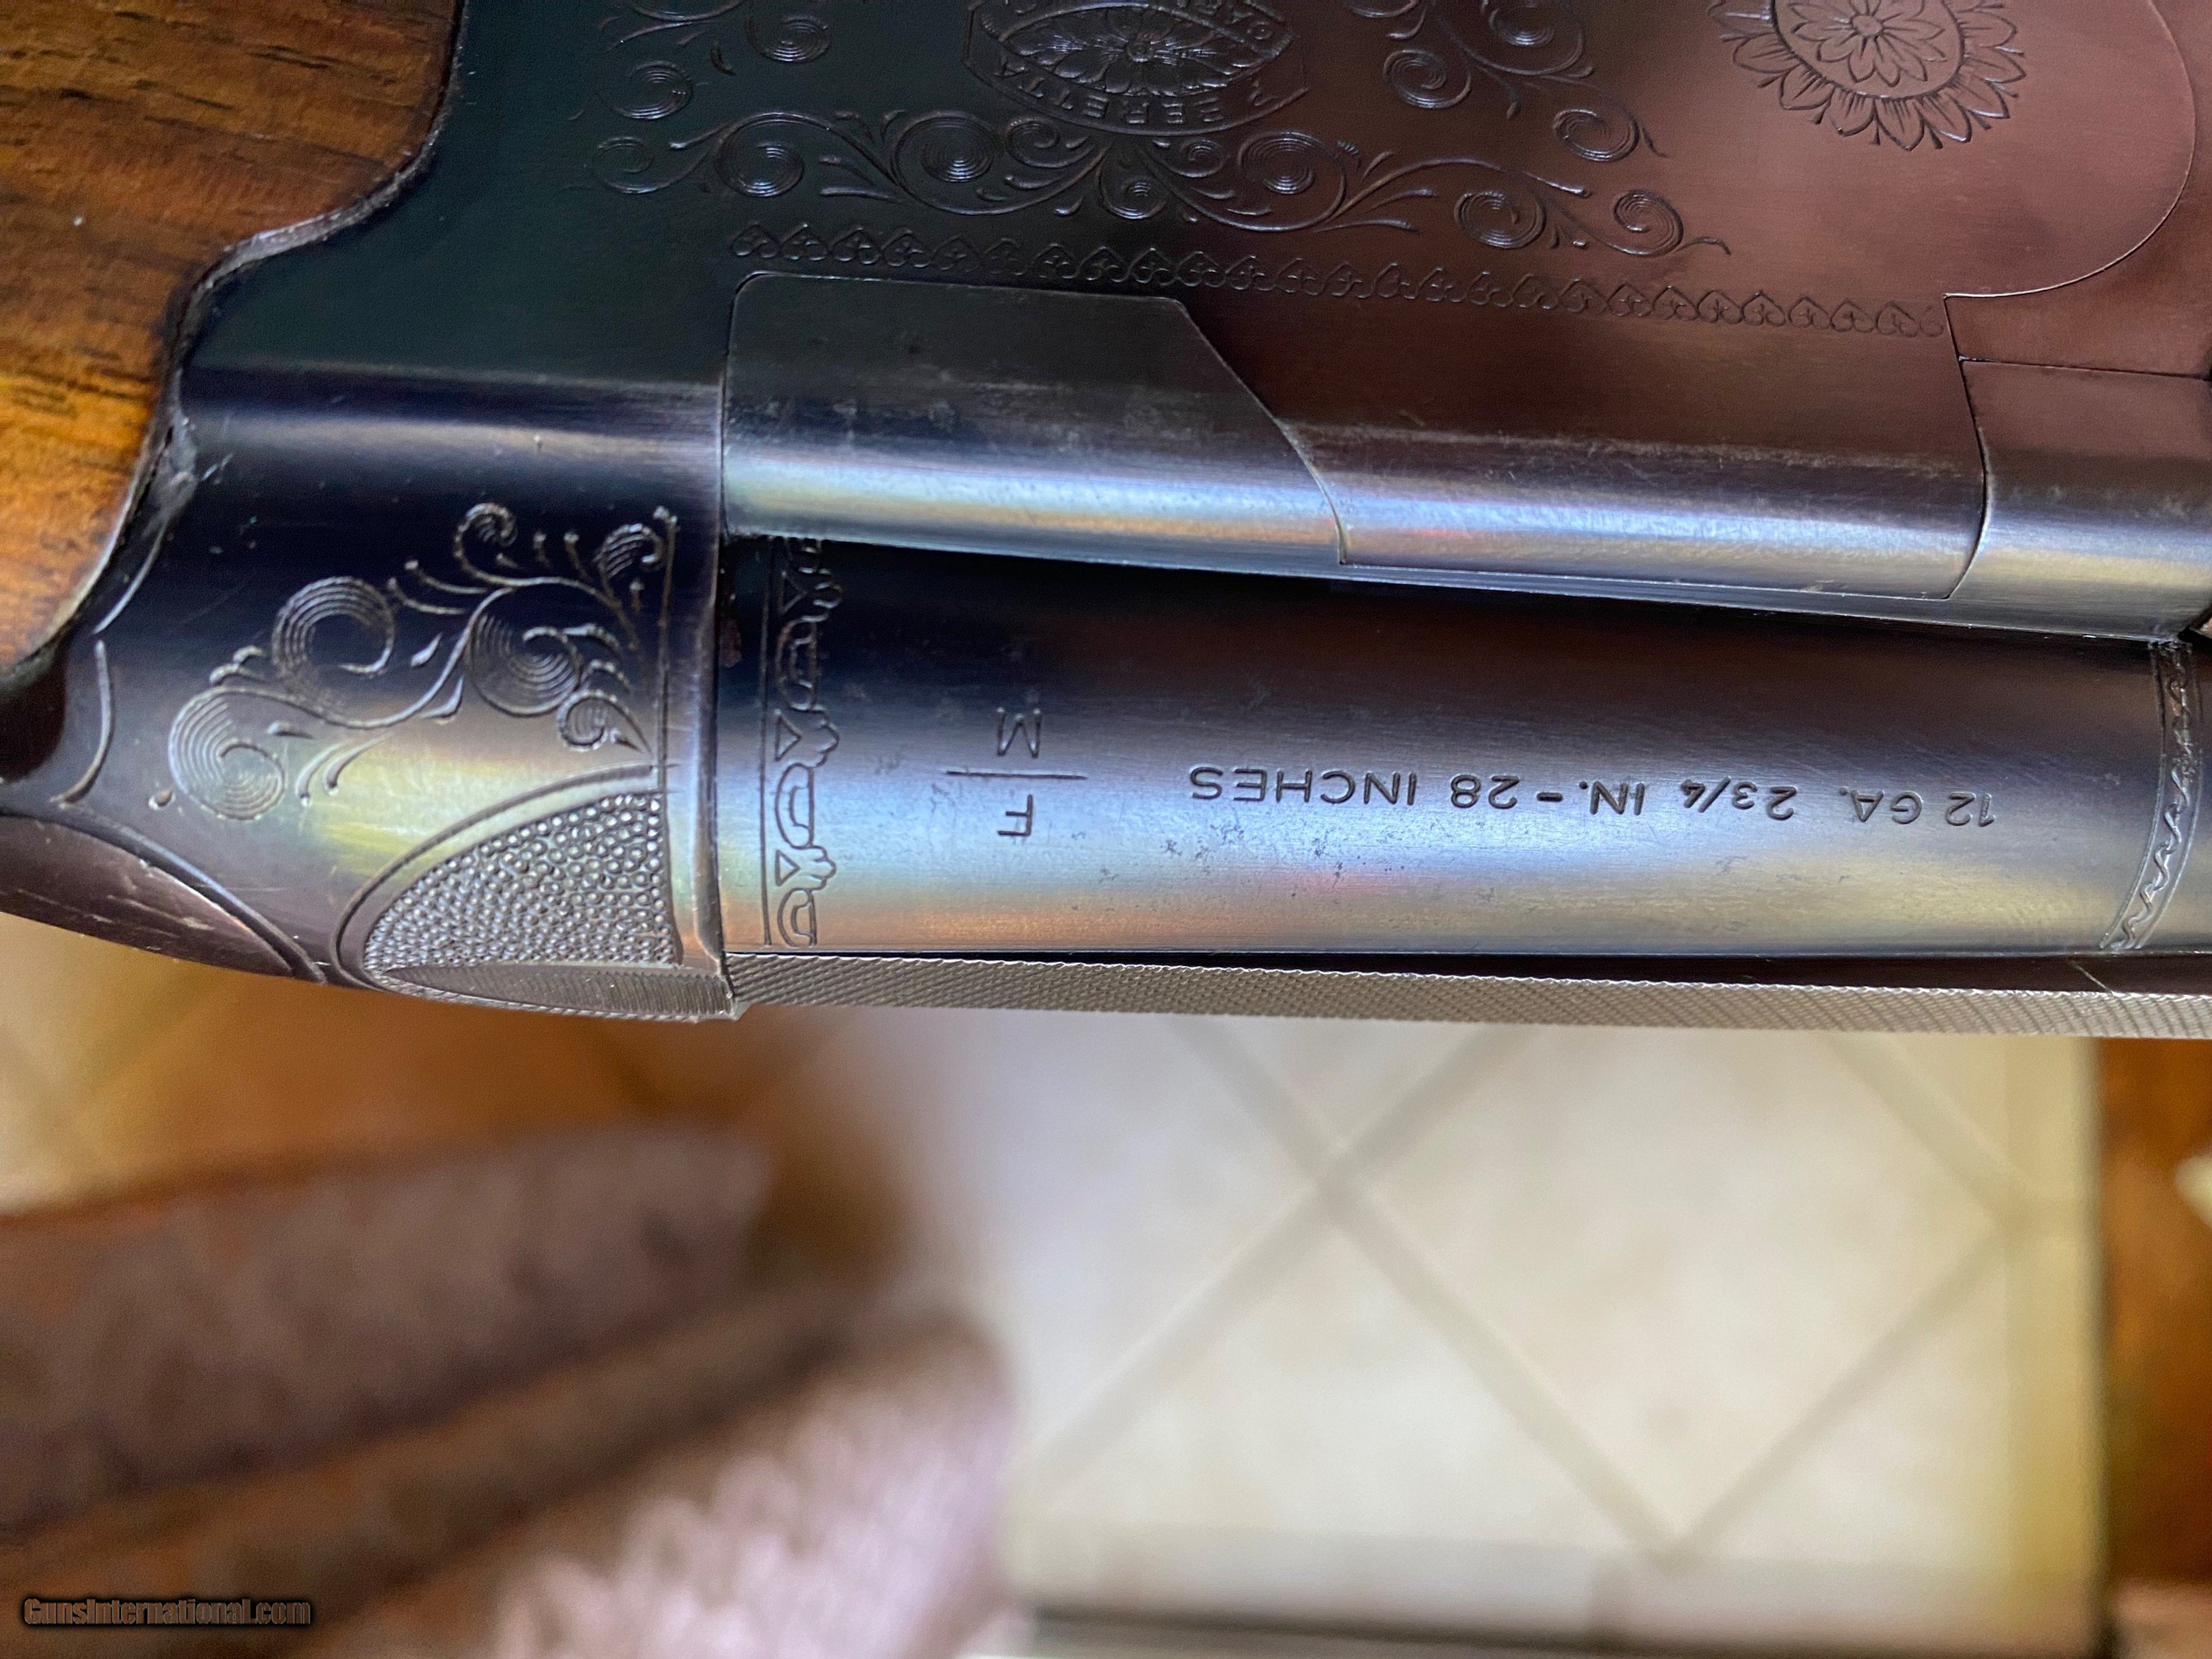 P. BERETTA
12 GA. 2 3/4 IN. - 28 INCHES
F
M
GunsInternational.com